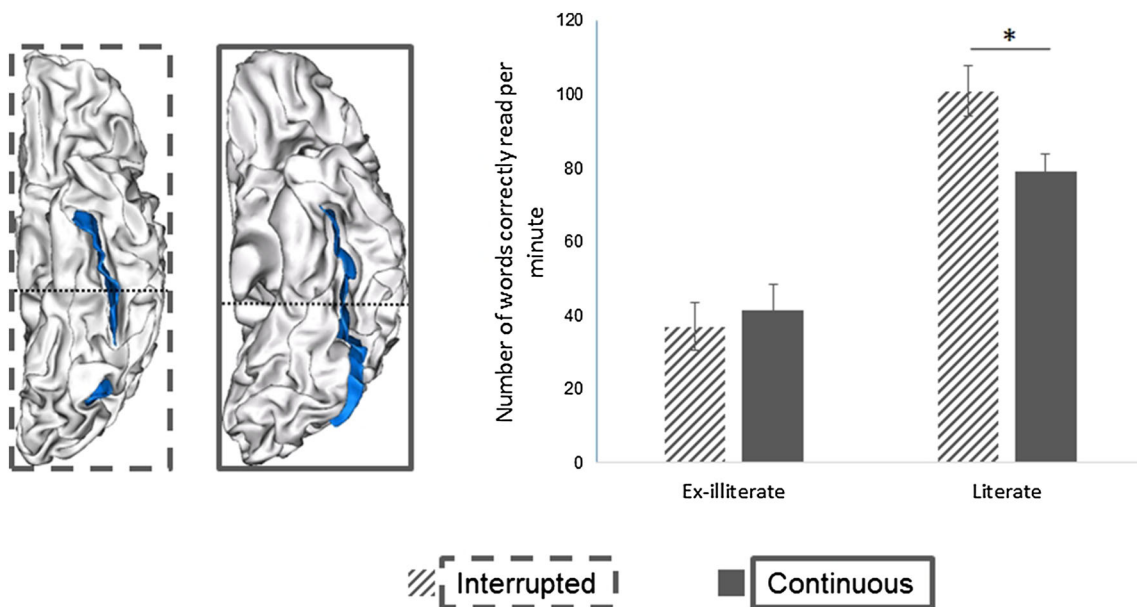 120
100
80
60
40
20
0
Number of words correctly read per
minute
*
Ex-illiterate
Literate
Interrupted
Continuous